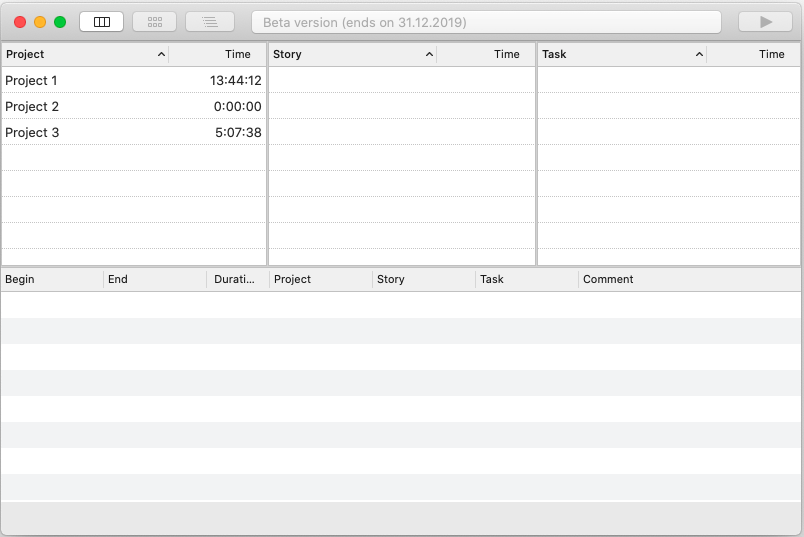 Beta version (ends on 31.12.2019)
Project Time Story Time Task Time
Project 1 13:44:12
Project 2 0:00:00
Project 3 5:07:38
Begin End Durati... Project Story Task Comment